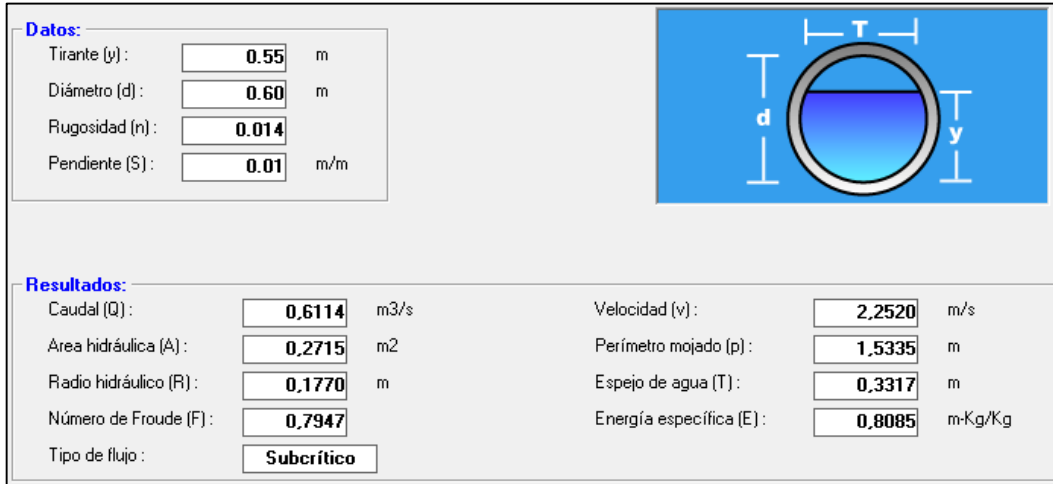 Datos:
Tirante (y) : 0.55 m
Diámetro (d) : 0.60 m
Rugosidad (n) : 0.014
Pendiente (S) : 0.01 m/m
T
d
y
Resultados:
Caudal (Q) : 0,6114 m3/s Velocidad (v) : 2,2520 m/s
Area hidráulica (A) : 0,2715 m2 Perímetro mojado (p) : 1,5335 m
Radio hidráulico (R) : 0,1770 m Espejo de agua (T) : 0,3317 m
Número de Froude (F) : 0,7947 Energía específica (E) : 0,8085 m-Kg/Kg
Tipo de flujo : Subcrítico